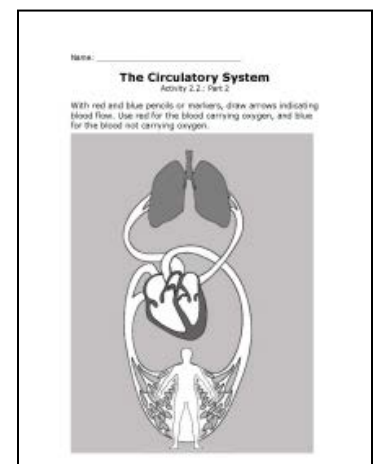 Name: ____________________
The Circulatory System
Activity 2.2.: Part 2
With red and blue pencils or markers, draw arrows indicating
blood flow. Use red for the blood carrying oxygen, and blue
for the blood not carrying oxygen.